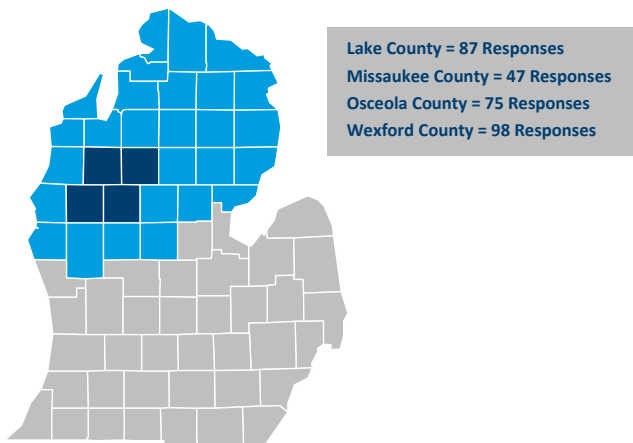 Lake County = 87 Responses
Missaukee County = 47 Responses
Osceola County = 75 Responses
Wexford County = 98 Responses